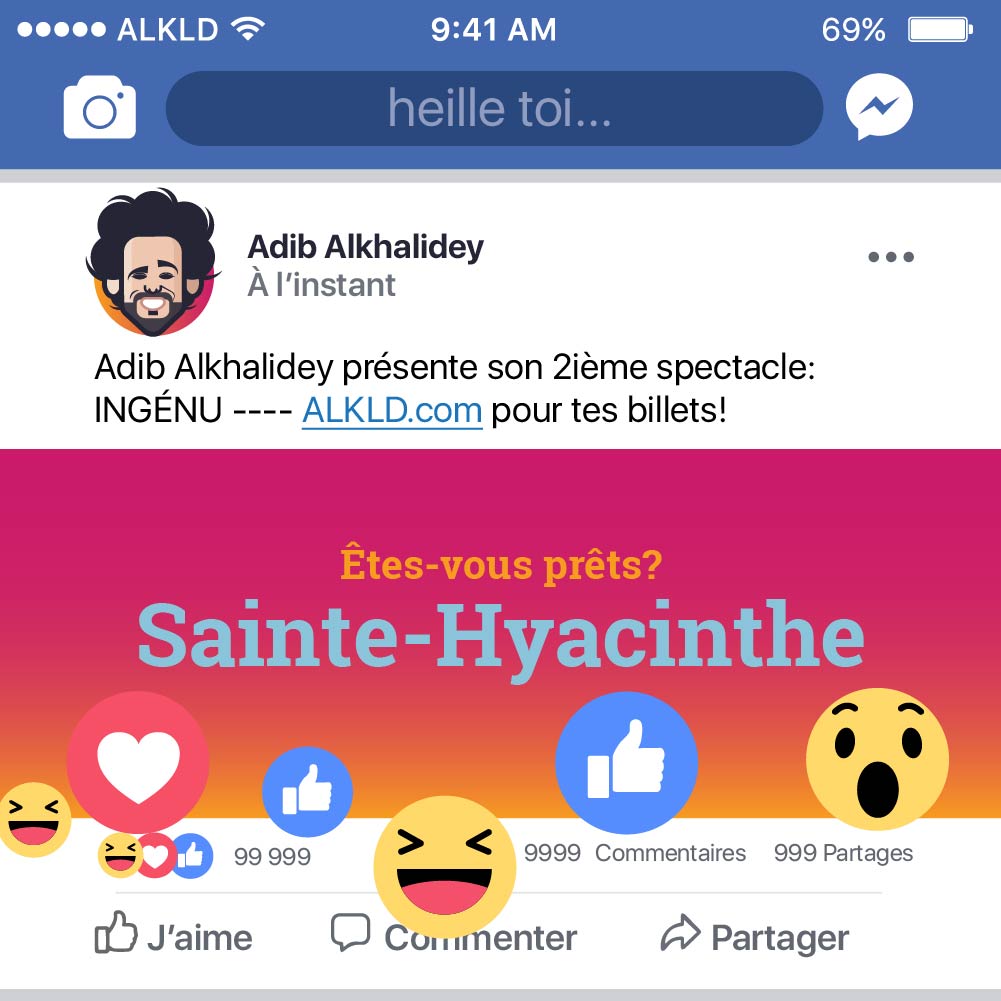 ALKLD 9:41 AM 69%
heille toi...
Adib Alkhalidey
À l'instant
Adib Alkhalidey présente son 2ième spectacle:
INGÉNU ---- ALKLD.com pour tes billets!
Êtes-vous prêts?
Sainte-Hyacinthe
99 999 9999 Commentaires 999 Partages
J'aime Commenter Partager